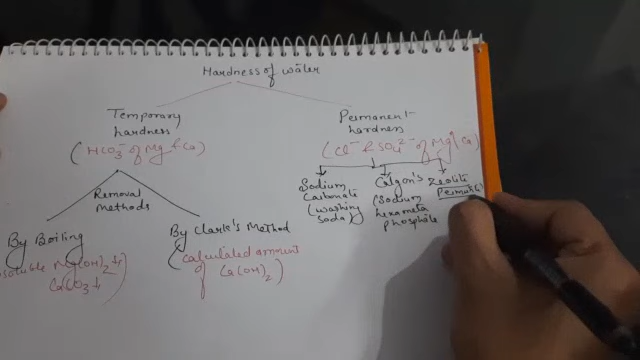 Hardness of water
Temporary
hardness
(HCO₃⁻ of Mg & Ca)
Permanent
hardness
(Cl⁻ & SO₄²⁻ of Mg & Ca)
Removal
Methods
By Boiling
soluble Mg(OH)₂↓
CaCO₃↓
By Clark's Method
(calculated amount
of Ca(OH)₂)
Sodium
Carbonate
(washing
soda)
Calgon's
(Sodium
hexameta
phosphate
Zeolite
Permutit